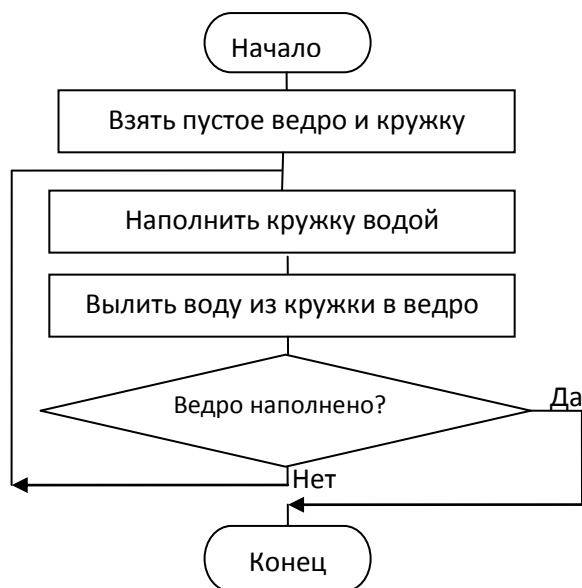 Начало
Взять пустое ведро и кружку
Наполнить кружку водой
Вылить воду из кружки в ведро
Ведро наполнено?
Да
Нет
Конец